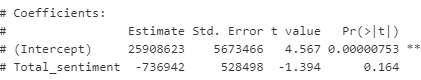 # Coefficients:
#                 Estimate Std. Error t value   Pr(>|t|)
# (Intercept)     25908623    5673466   4.567 0.00000753 **
# Total_sentiment  -736942     528498  -1.394      0.164